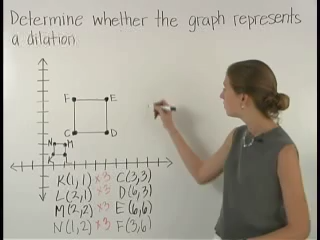 Determine whether the graph represents
a dilation
F E
C D
N M
K
K(1,1) ×3 C(3,3)
L(2,1) ×3 D(6,3)
M(2,2) ×3 E(6,6)
N(1,2) ×3 F(3,6)